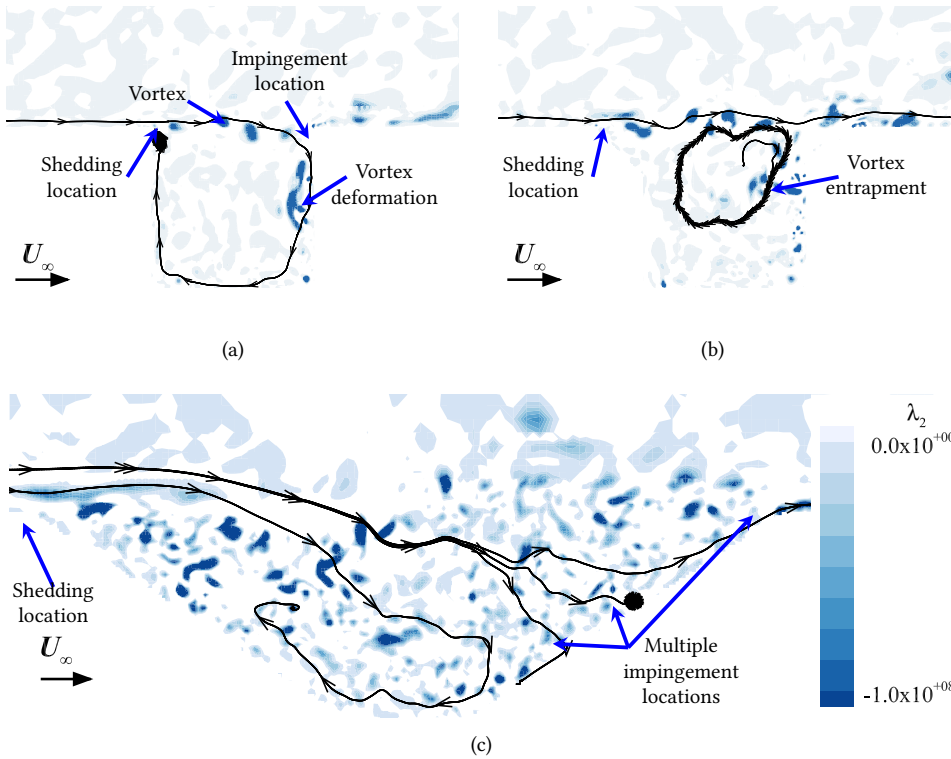 Impingement
location
Vortex
Shedding
location
Vortex
deformation
U∞
(a)
Shedding
location
Vortex
entrapment
U∞
(b)
λ2
0.0x10+00
-1.0x10+08
Shedding
location
U∞
Multiple
impingement
locations
(c)